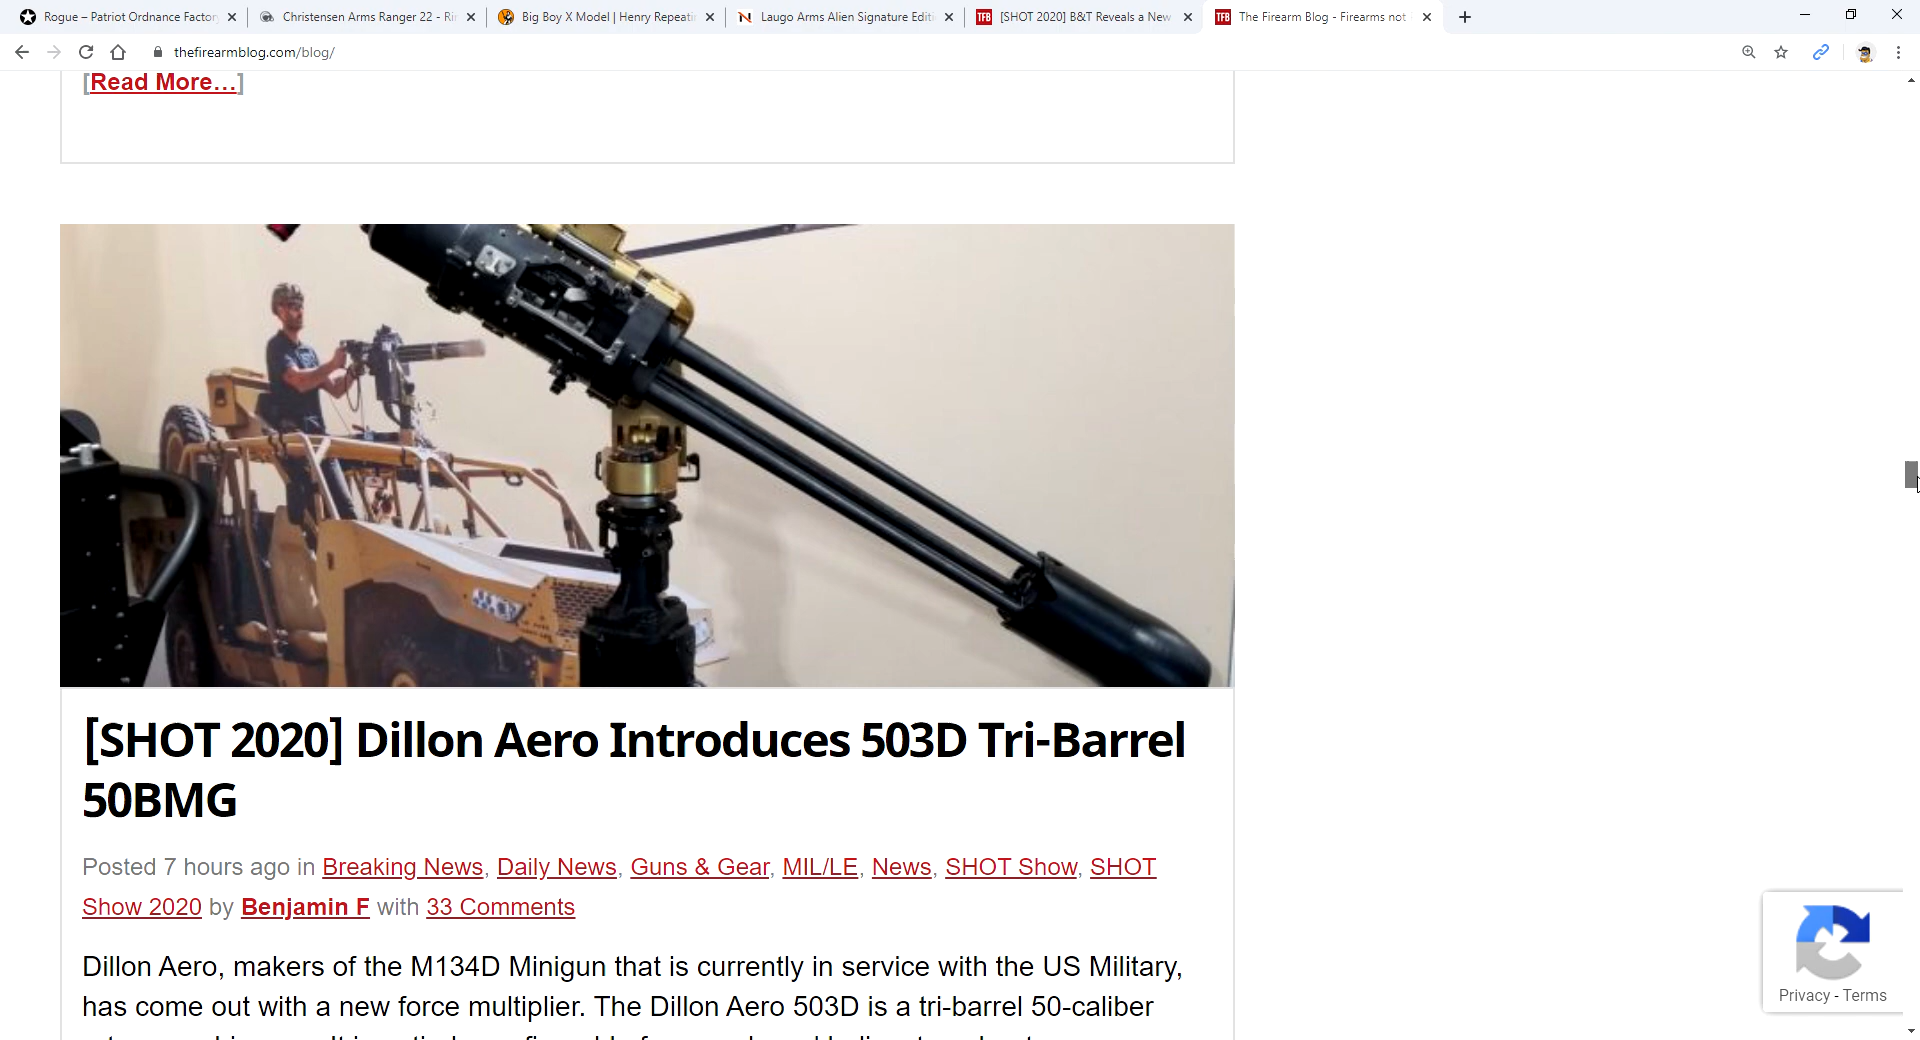 Rogue – Patriot Ordnance Factor
Christensen Arms Ranger 22 - Ri
Big Boy X Model | Henry Repeati
Laugo Arms Alien Signature Editi
TFB
[SHOT 2020] B&T Reveals a New
TFB
The Firearm Blog - Firearms not
thefirearmblog.com/blog/
[Read More…]
[SHOT 2020] Dillon Aero Introduces 503D Tri-Barrel
50BMG
Posted 7 hours ago in Breaking News, Daily News, Guns & Gear, MIL/LE, News, SHOT Show, SHOT
Show 2020 by Benjamin F with 33 Comments
Dillon Aero, makers of the M134D Minigun that is currently in service with the US Military,
has come out with a new force multiplier. The Dillon Aero 503D is a tri-barrel 50-caliber
Privacy - Terms